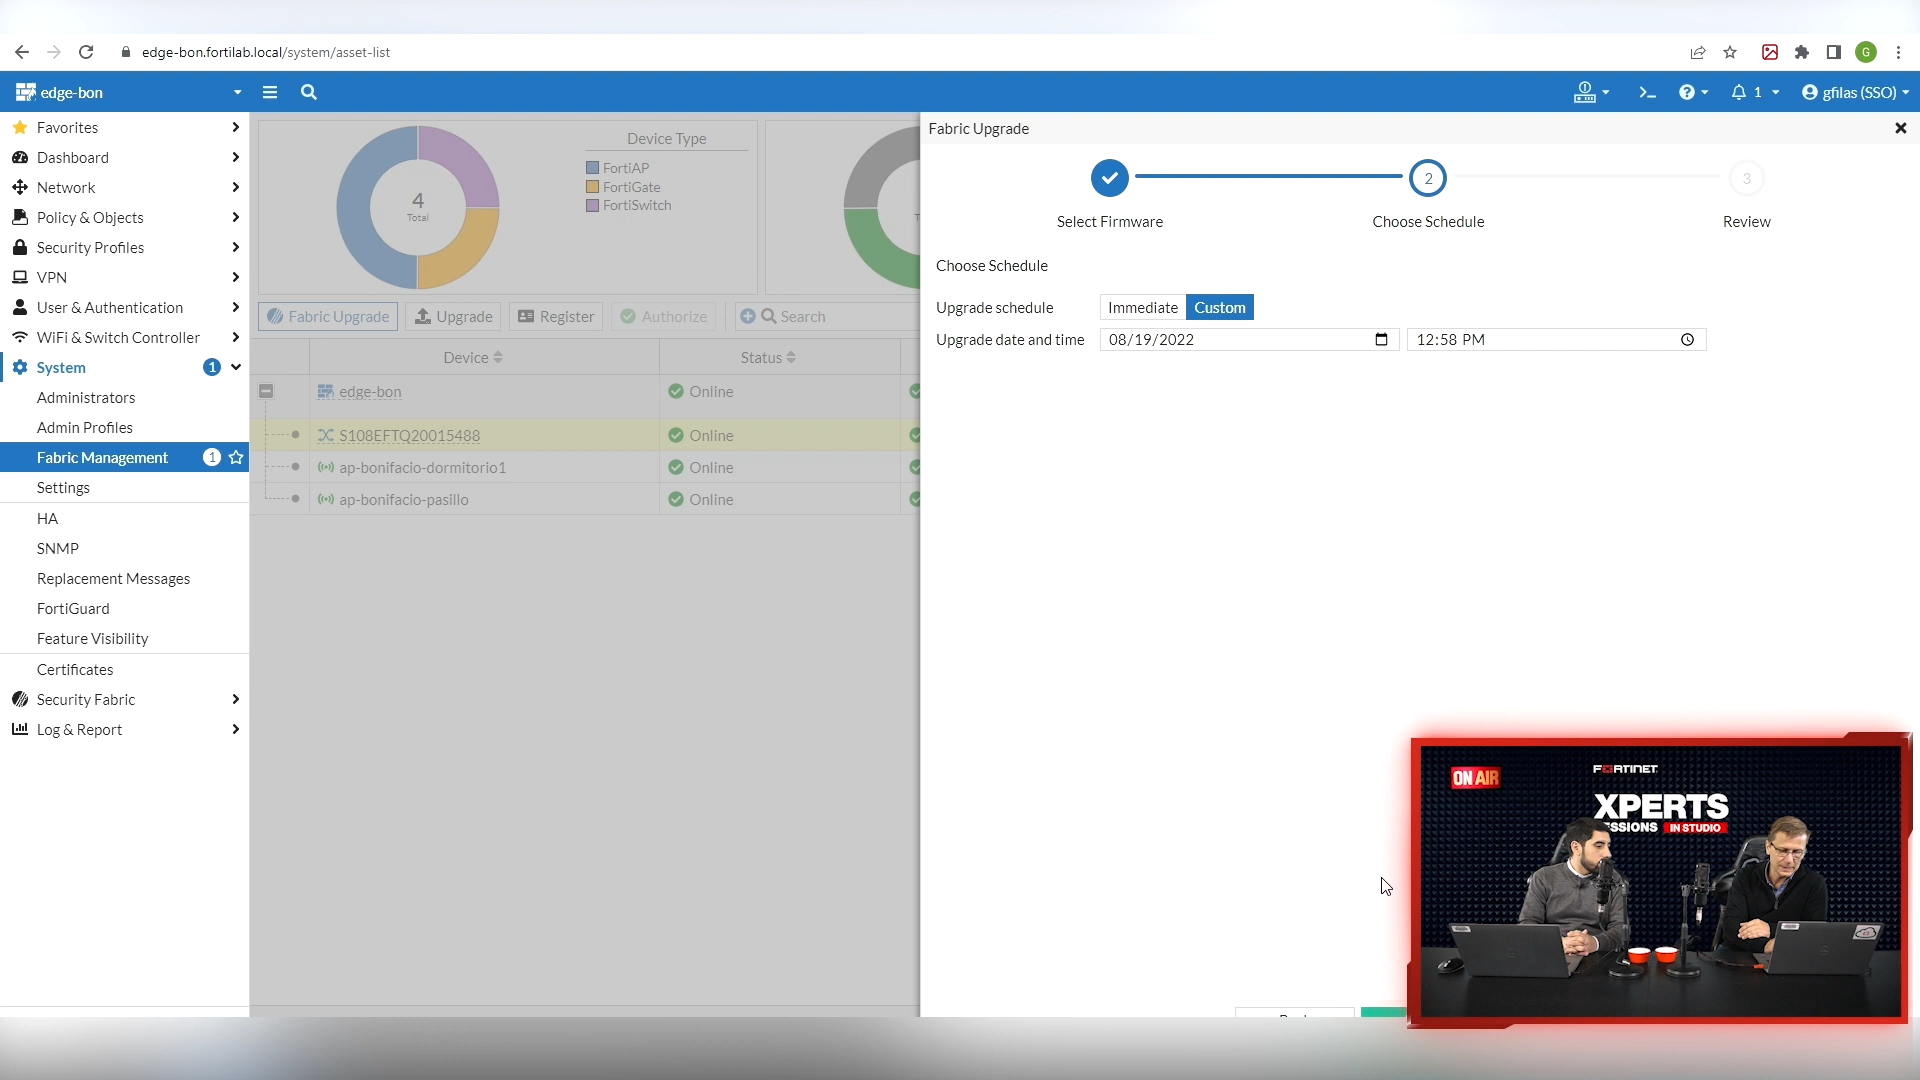 edge-bon.fortilab.local/system/asset-list
G
edge-bon
1
gfilas (SSO)
Favorites
Dashboard
Network
Policy & Objects
Security Profiles
VPN
User & Authentication
WiFi & Switch Controller
System
1
Administrators
Admin Profiles
Fabric Management
1
Settings
HA
SNMP
Replacement Messages
FortiGuard
Feature Visibility
Certificates
Security Fabric
Log & Report
4
Total
Device Type
FortiAP
FortiGate
FortiSwitch
Fabric Upgrade
Upgrade
Register
Authorize
Search
Device
Status
edge-bon
Online
S108EFTQ20015488
Online
ap-bonifacio-dormitorio1
Online
ap-bonifacio-pasillo
Online
Fabric Upgrade
2
3
Select Firmware
Choose Schedule
Review
Choose Schedule
Upgrade schedule
Immediate
Custom
Upgrade date and time
08/19/2022
12:58 PM
ON AIR
FORTINET
XPERTS
SSIONS IN STUDIO